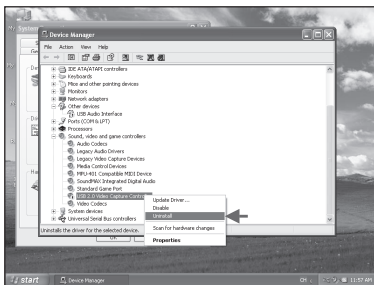 Device Manager
File Action View Help
IDE ATA/ATAPI controllers
Keyboards
Mice and other pointing devices
Monitors
Network adapters
Other devices
USB Audio Interface
Ports (COM & LPT)
Processors
Sound, video and game controllers
Audio Codecs
Legacy Audio Drivers
Legacy Video Capture Devices
Media Control Devices
MPU-401 Compatible MIDI Device
SoundMAX Integrated Digital Audio
Standard Game Port
USB 2.0 Video Capture Contro
Video Codecs
System devices
Universal Serial Bus controllers
Update Driver...
Disable
Uninstall
Scan for hardware changes
Properties
Uninstalls the driver for the selected device.
start
Device Manager
CH
11:57 AM